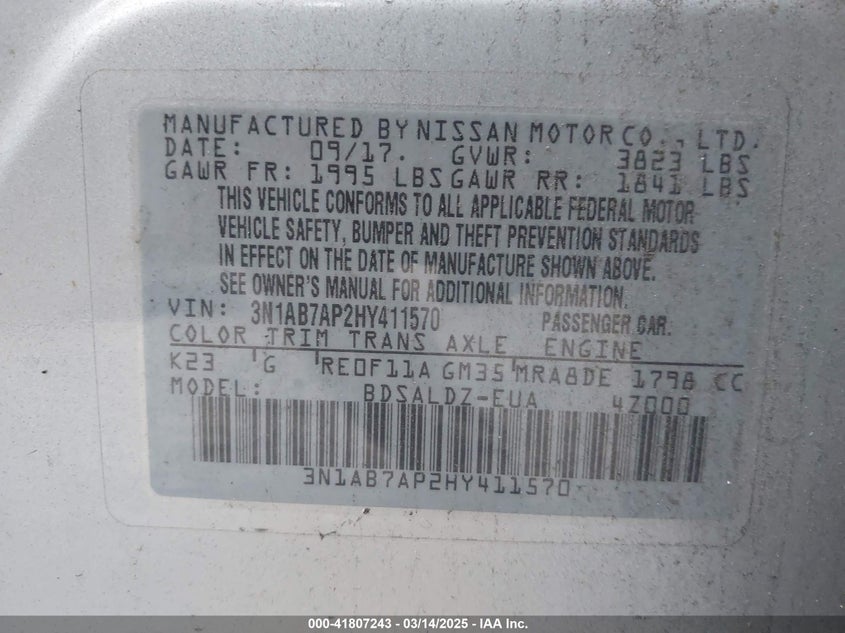 MANUFACTURED BY NISSAN MOTOR CO., LTD.
DATE: 09/17. GVWR: 3823 LBS
GAWR FR: 1995 LBS GAWR RR: 1841 LBS
THIS VEHICLE CONFORMS TO ALL APPLICABLE FEDERAL MOTOR
VEHICLE SAFETY, BUMPER AND THEFT PREVENTION STANDARDS
IN EFFECT ON THE DATE OF MANUFACTURE SHOWN ABOVE.
SEE OWNER'S MANUAL FOR ADDITIONAL INFORMATION.
VIN: 3N1AB7AP2HY411570 PASSENGER CAR.
COLOR TRIM TRANS AXLE ENGINE
K23 G RE0F11A GM35 MRA8DE 1798 CC
MODEL: BDSALDZ-EUA 4Z000
3N1AB7AP2HY411570
000-41807243 - 03/14/2025 - IAA Inc.